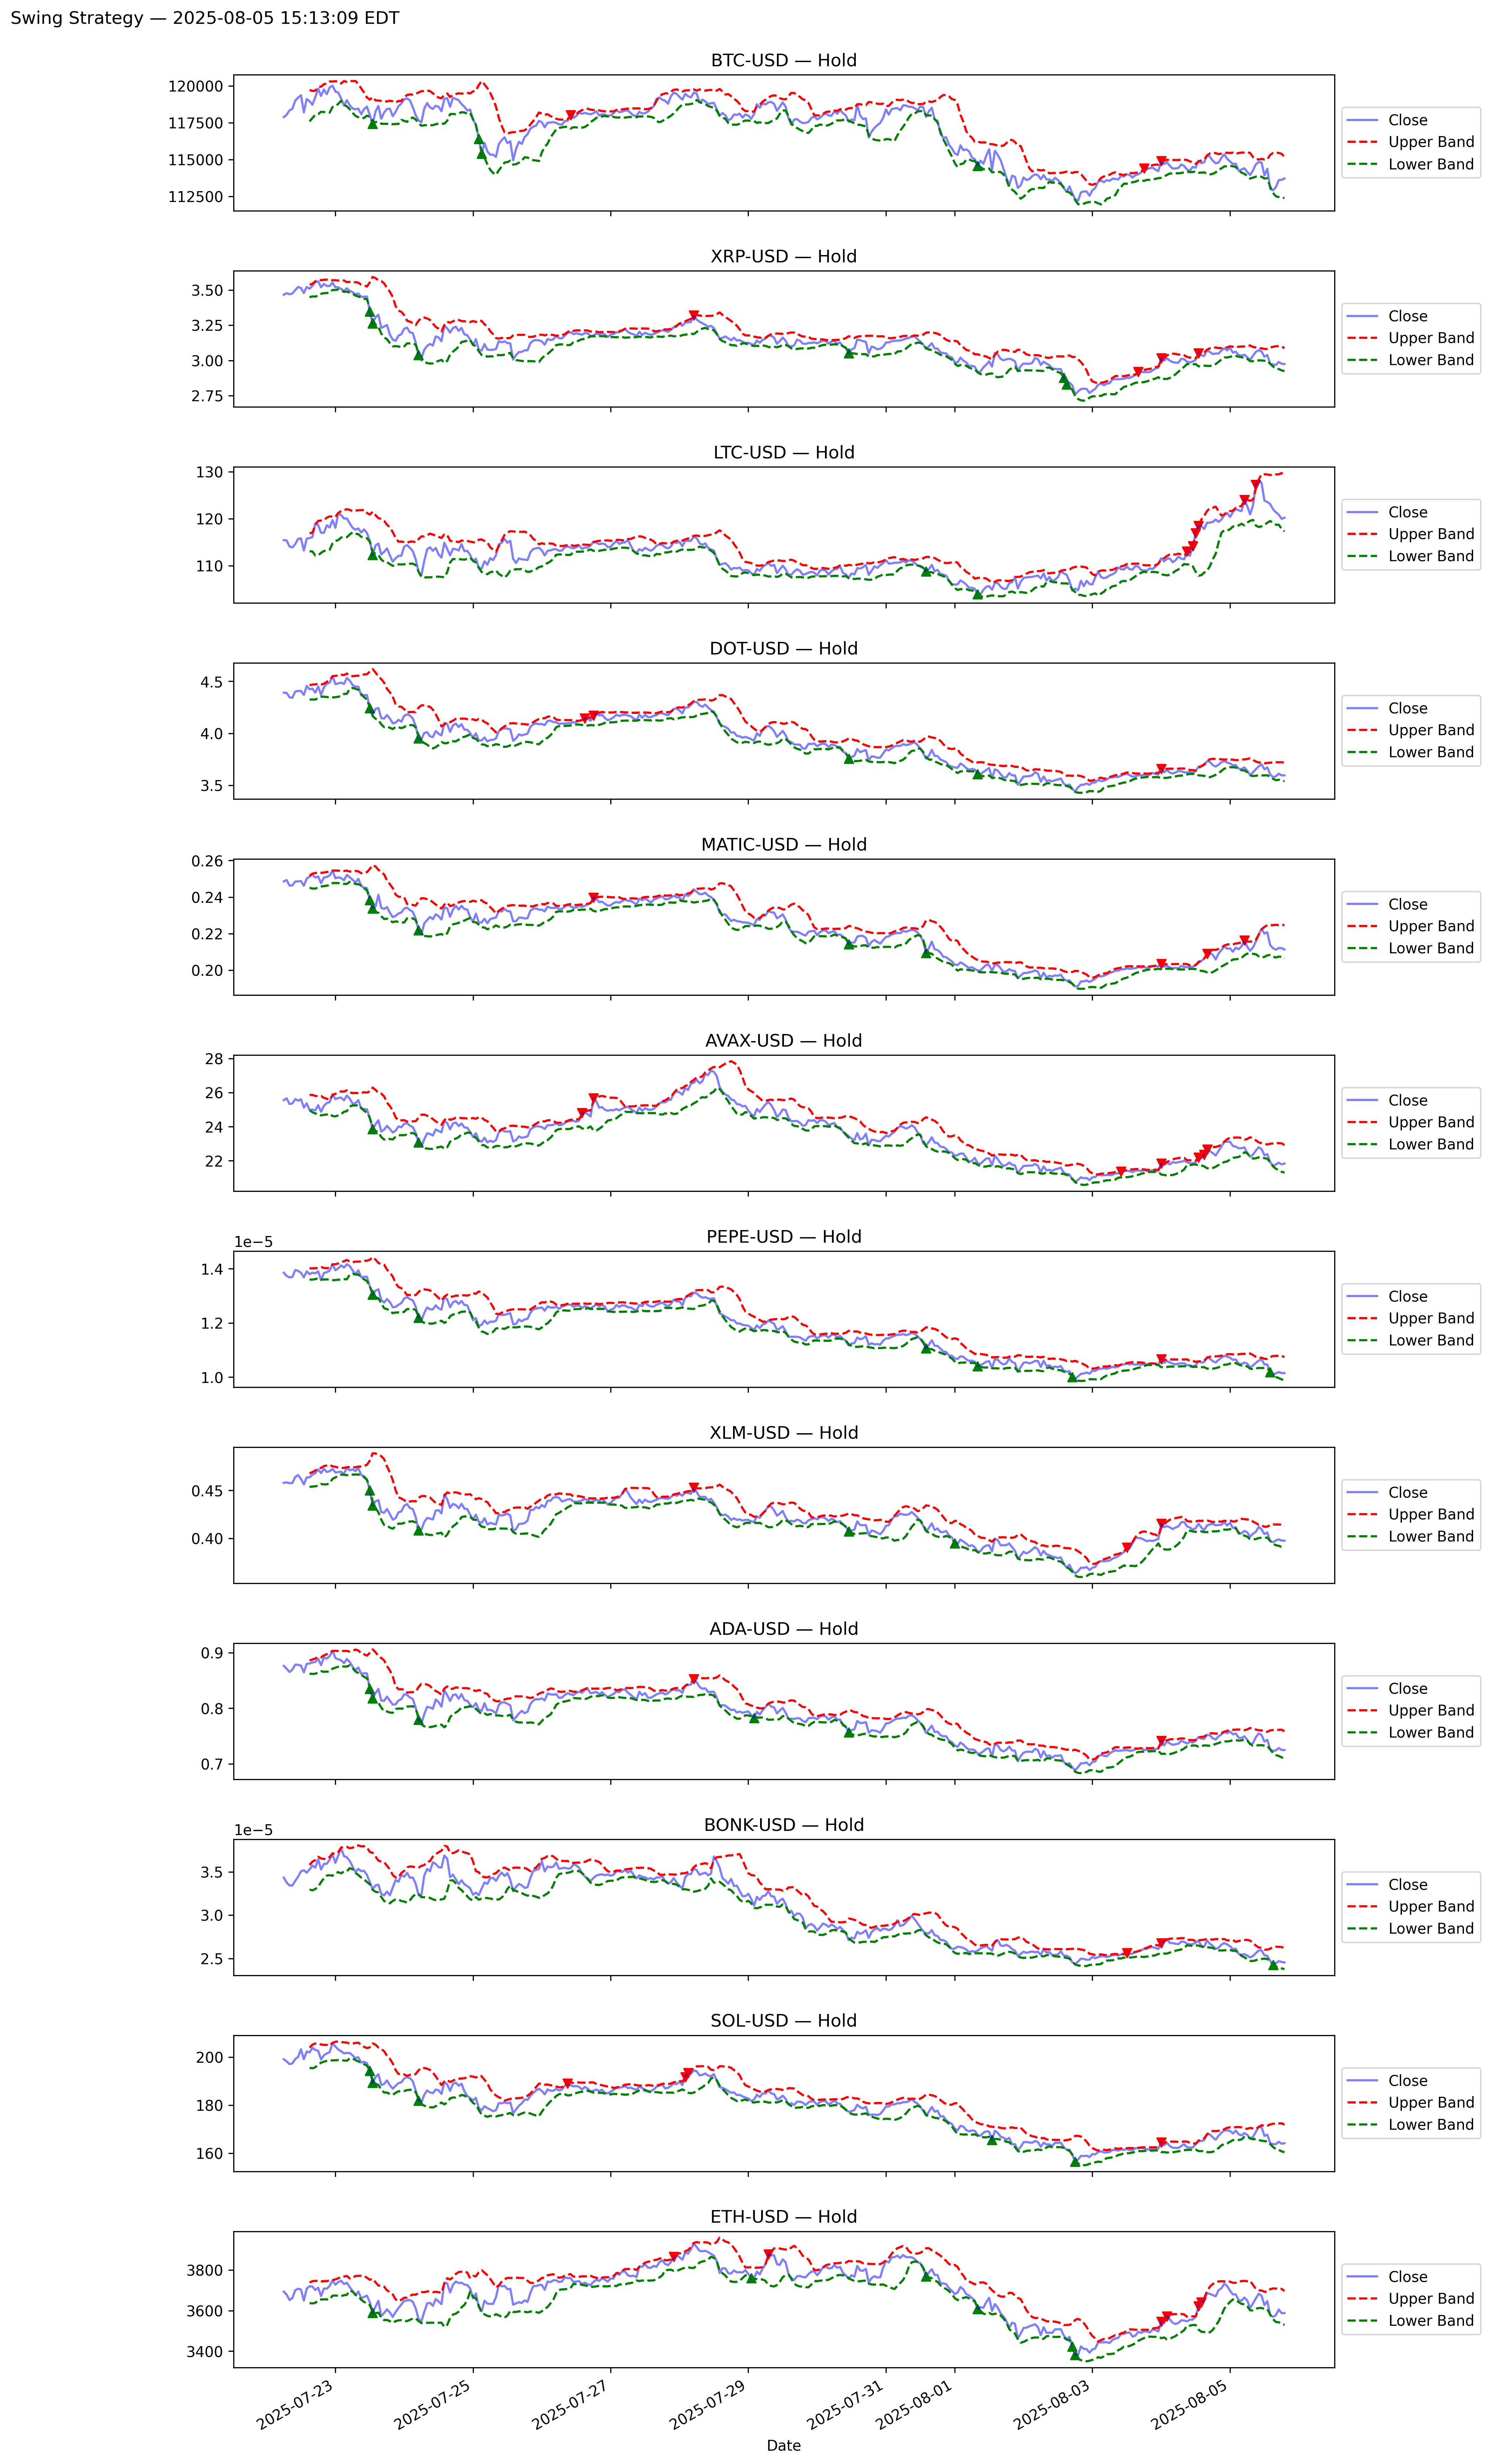 Swing Strategy — 2025-08-05 15:13:09 EDT
BTC-USD — Hold
120000
117500
115000
112500
Close
Upper Band
Lower Band
XRP-USD — Hold
3.50
3.25
3.00
2.75
Close
Upper Band
Lower Band
LTC-USD — Hold
130
120
110
Close
Upper Band
Lower Band
DOT-USD — Hold
4.5
4.0
3.5
Close
Upper Band
Lower Band
MATIC-USD — Hold
0.26
0.24
0.22
0.20
Close
Upper Band
Lower Band
AVAX-USD — Hold
28
26
24
22
Close
Upper Band
Lower Band
PEPE-USD — Hold
1e−5
1.4
1.2
1.0
Close
Upper Band
Lower Band
XLM-USD — Hold
0.45
0.40
Close
Upper Band
Lower Band
ADA-USD — Hold
0.9
0.8
0.7
Close
Upper Band
Lower Band
BONK-USD — Hold
1e−5
3.5
3.0
2.5
Close
Upper Band
Lower Band
SOL-USD — Hold
200
180
160
Close
Upper Band
Lower Band
ETH-USD — Hold
3800
3600
3400
Close
Upper Band
Lower Band
2025-07-23
2025-07-25
2025-07-27
2025-07-29
2025-07-31
2025-08-01
2025-08-03
2025-08-05
Date